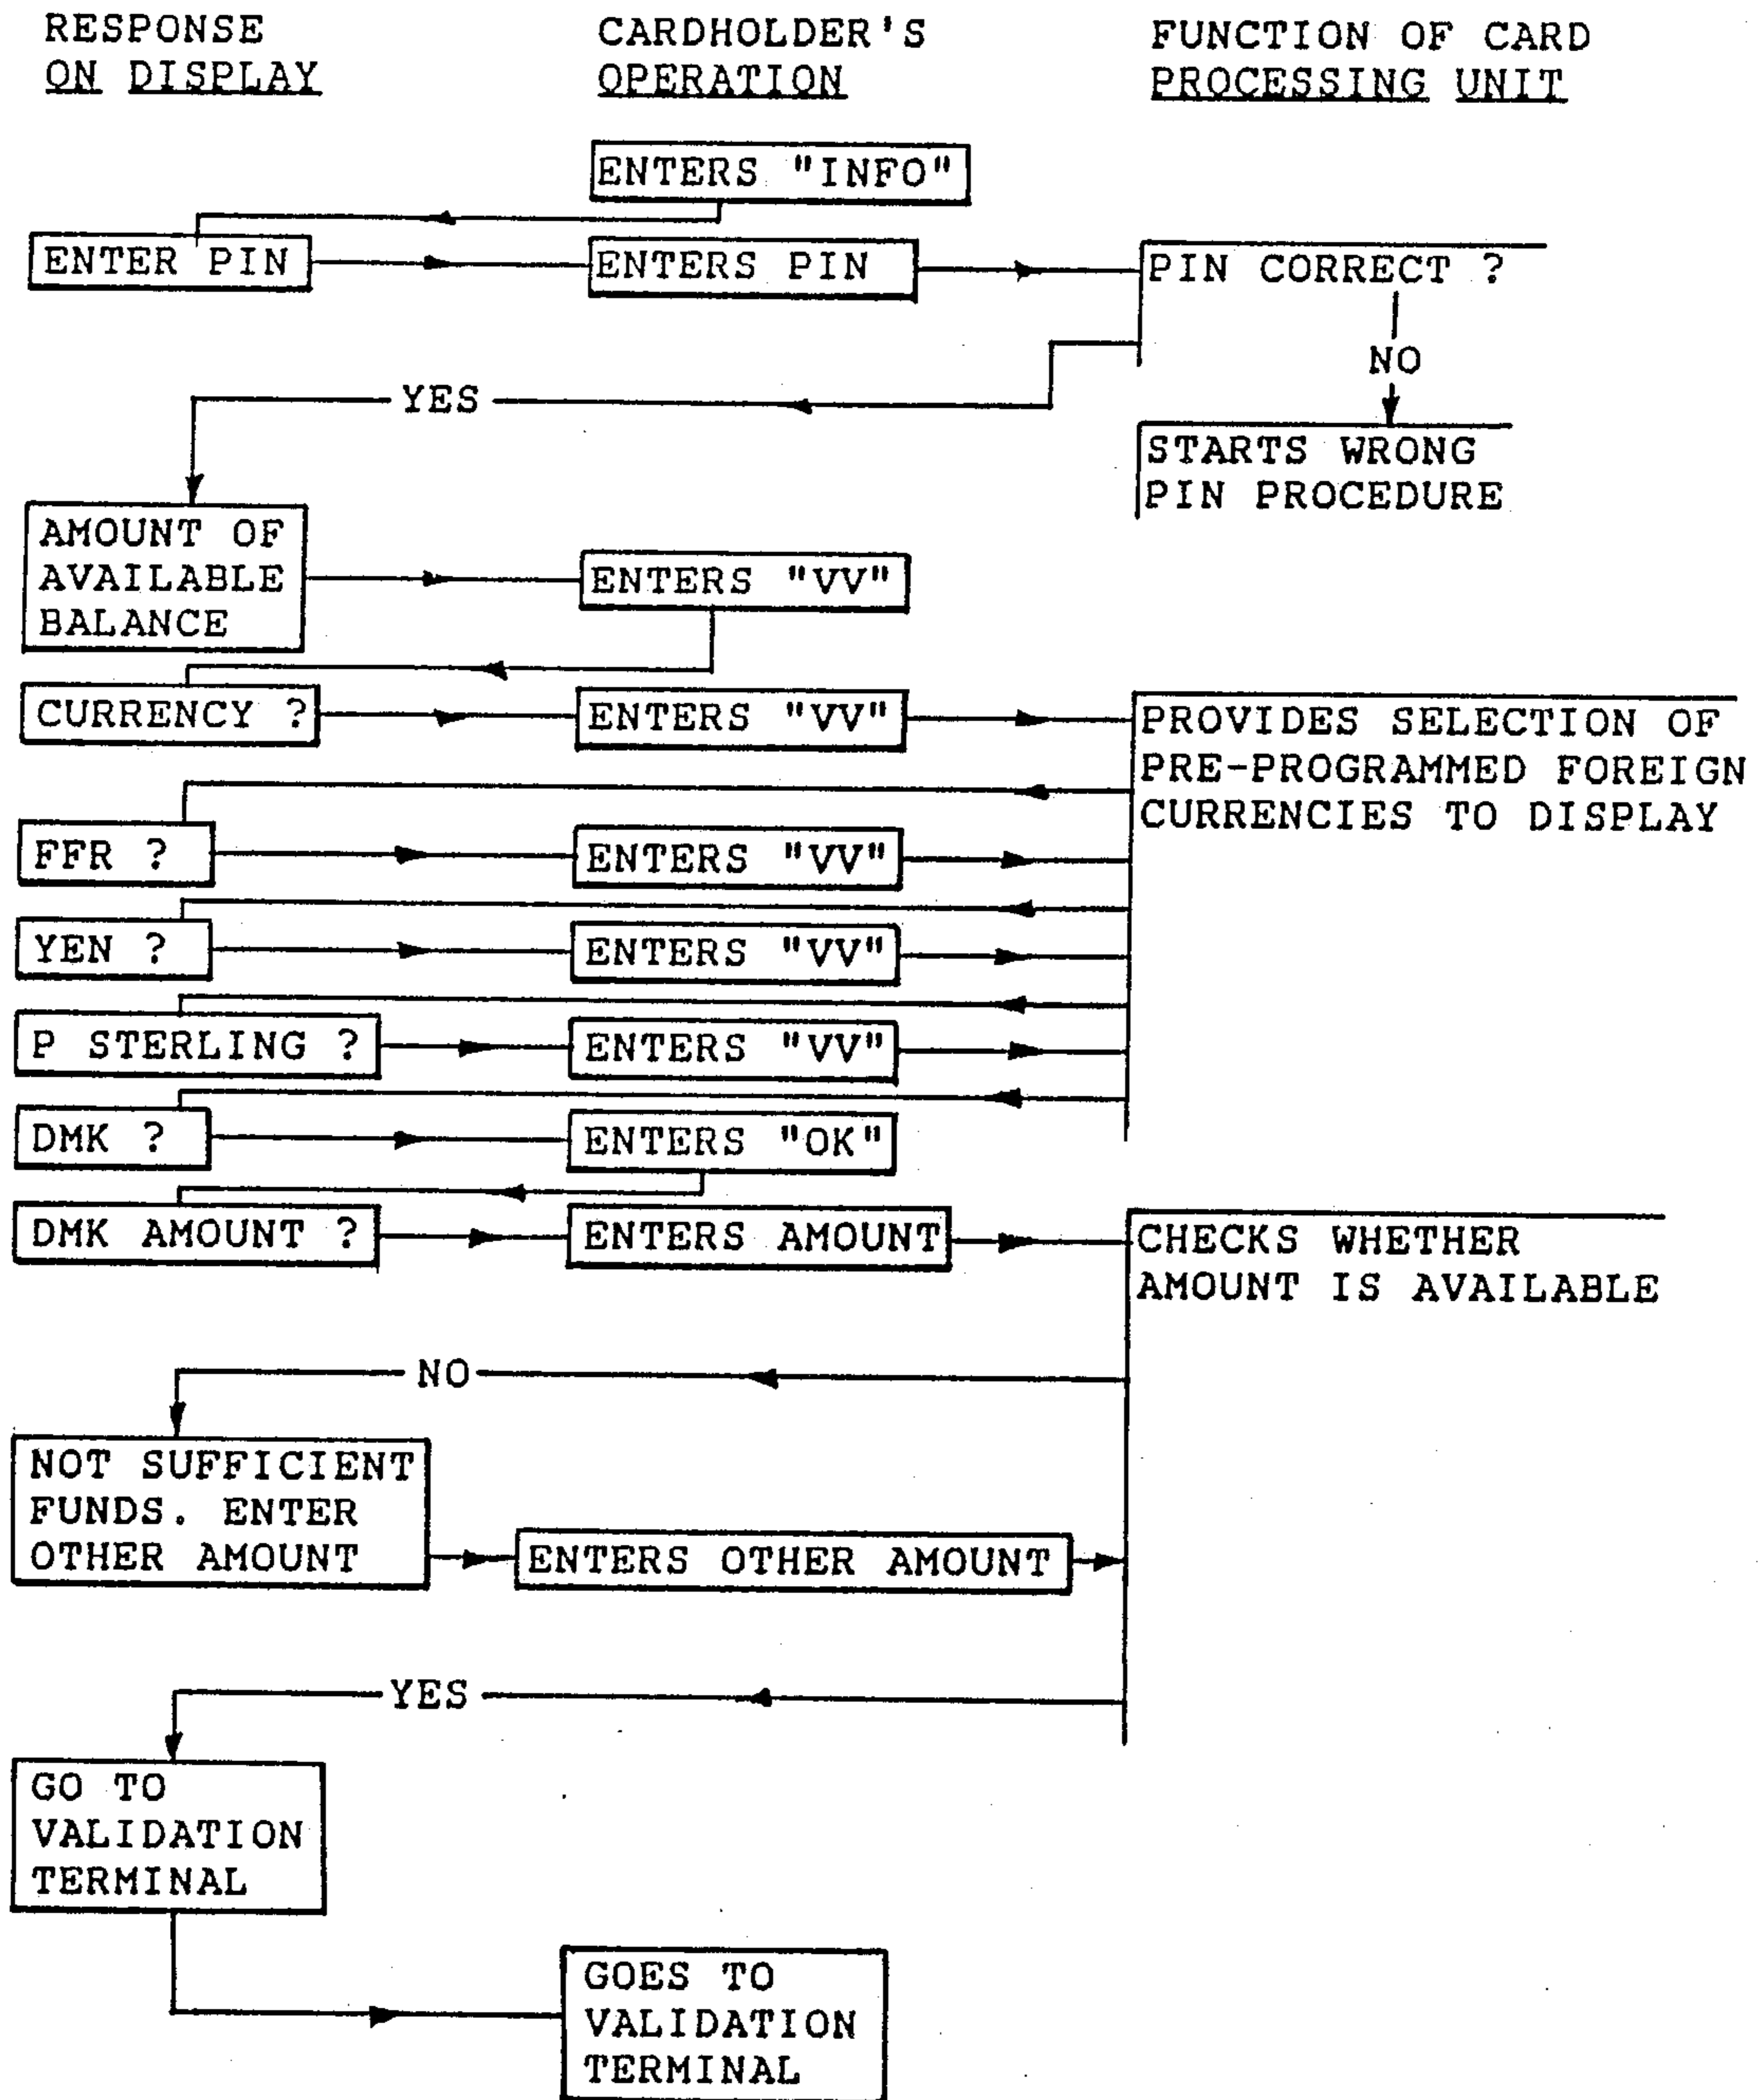 RESPONSE
ON DISPLAY
CARDHOLDER'S
OPERATION
FUNCTION OF CARD
PROCESSING UNIT
ENTERS "INFO"
ENTER PIN
ENTERS PIN
PIN CORRECT ?
NO
YES
STARTS WRONG
PIN PROCEDURE
AMOUNT OF
AVAILABLE
BALANCE
ENTERS "VV"
CURRENCY ?
ENTERS "VV"
PROVIDES SELECTION OF
PRE-PROGRAMMED FOREIGN
CURRENCIES TO DISPLAY
FFR ?
ENTERS "VV"
YEN ?
ENTERS "VV"
P STERLING ?
ENTERS "VV"
DMK ?
ENTERS "OK"
DMK AMOUNT ?
ENTERS AMOUNT
CHECKS WHETHER
AMOUNT IS AVAILABLE
NO
NOT SUFFICIENT
FUNDS. ENTER
OTHER AMOUNT
ENTERS OTHER AMOUNT
YES
GO TO
VALIDATION
TERMINAL
GOES TO
VALIDATION
TERMINAL